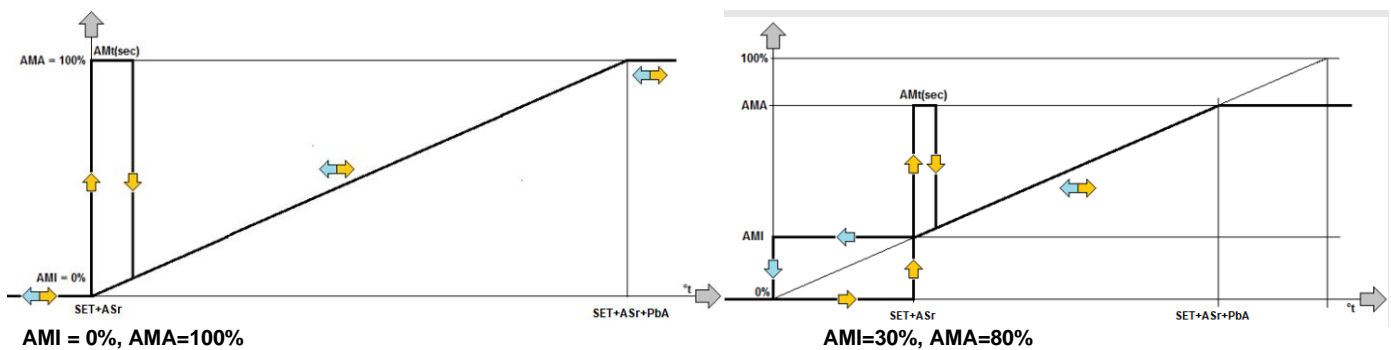 AMt(sec)
AMA = 100%
AMI = 0%
°t
SET+ASr
SET+ASr+PbA
AMI = 0%, AMA=100%
100%
AMt(sec)
AMA
AMI
0%
°t
SET+ASr
SET+ASr+PbA
AMI=30%, AMA=80%